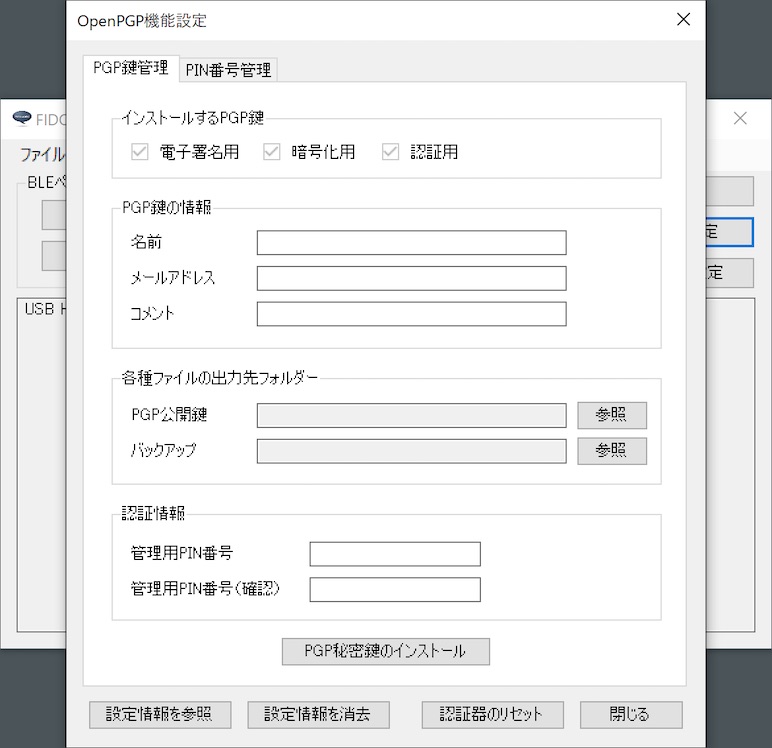 OpenPGP機能設定
FIDO
ファイル
BLEペ
定
定
USB H
PGP鍵管理 PIN番号管理
インストールするPGP鍵
電子署名用 暗号化用 認証用
PGP鍵の情報
名前
メールアドレス
コメント
各種ファイルの出力先フォルダー
PGP公開鍵 参照
バックアップ 参照
認証情報
管理用PIN番号
管理用PIN番号(確認)
PGP秘密鍵のインストール
設定情報を参照 設定情報を消去 認証器のリセット 閉じる